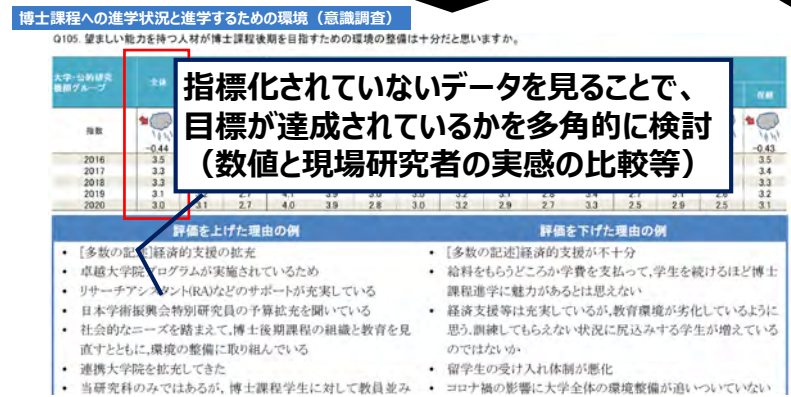 博士課程への進学状況と進学するための環境（意識調査）
Q105. 望ましい能力を持つ人材が博士課程後期を目指すための環境の整備は十分だと思いますか。
大学・公的研究
機関グループ
全体
指標化されていないデータを見ることで、
目標が達成されているかを多角的に検討
（数値と現場研究者の実感の比較等）
指数
-0.44 -0.43
2016 3.5 3.5
2017 3.3 3.4
2018 3.3 3.3
2019 3.1 3.2
2020 3.0 3.1 2.7 4.0 3.9 2.8 3.0 3.2 2.9 2.7 3.3 2.5 2.9 2.5 3.1
評価を上げた理由の例
• [多数の記述]経済的支援の拡充
• 卓越大学院プログラムが実施されているため
• リサーチアシスタント(RA)などのサポートが充実している
• 日本学術振興会特別研究員の予算拡充を聞いている
• 社会的なニーズを踏まえて,博士後期課程の組織と教育を見
直すとともに,環境の整備に取り組んでいる
• 連携大学院を拡充してきた
• 当研究科のみではあるが, 博士課程学生に対して教員並み
評価を下げた理由の例
• [多数の記述]経済的支援が不十分
• 給料をもらうどころか学費を支払って,学生を続けるほど博士
課程進学に魅力があるとは思えない
• 経済支援等は充実しているが,教育環境が劣化しているように
思う.訓練してもらえない状況に尻込みする学生が増えている
のではないか
• 留学生の受け入れ体制が悪化
• コロナ禍の影響に大学全体の環境整備が追いついていない